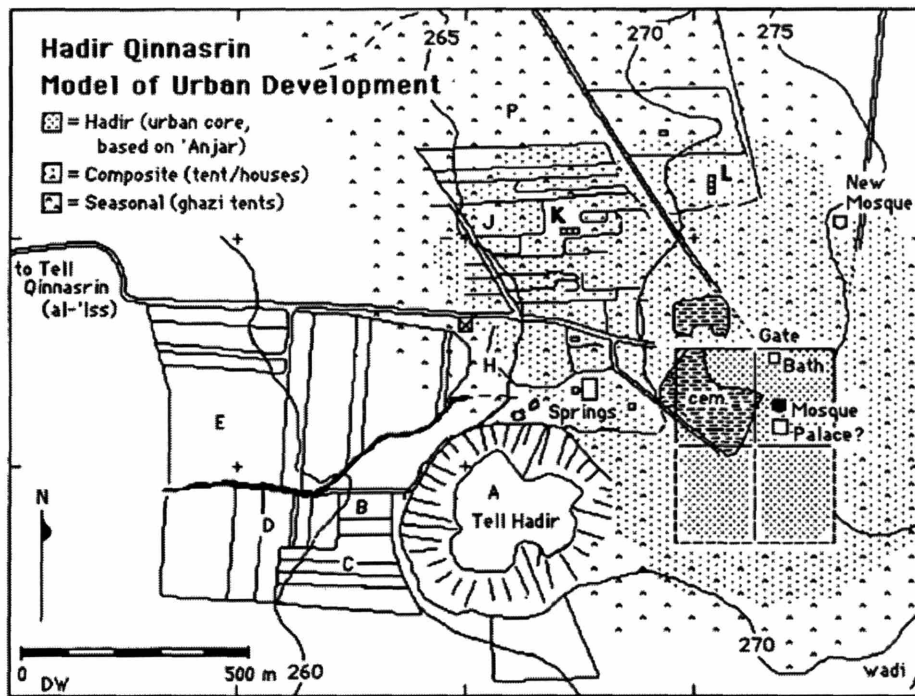 Hadir Qinnasrin
Model of Urban Development
= Hadir (urban core,
based on 'Anjar)
= Composite (tent/houses)
= Seasonal (ghazi tents)
265
270
275
P
L
New
Mosque
J
K
to Tell
Qinnasrin
(al-'Iss)
Gate
Bath
H
cem.
Mosque
Springs
Palace?
E
A
Tell Hadir
N
B
D
C
270
0
500 m
260
wadi
DW